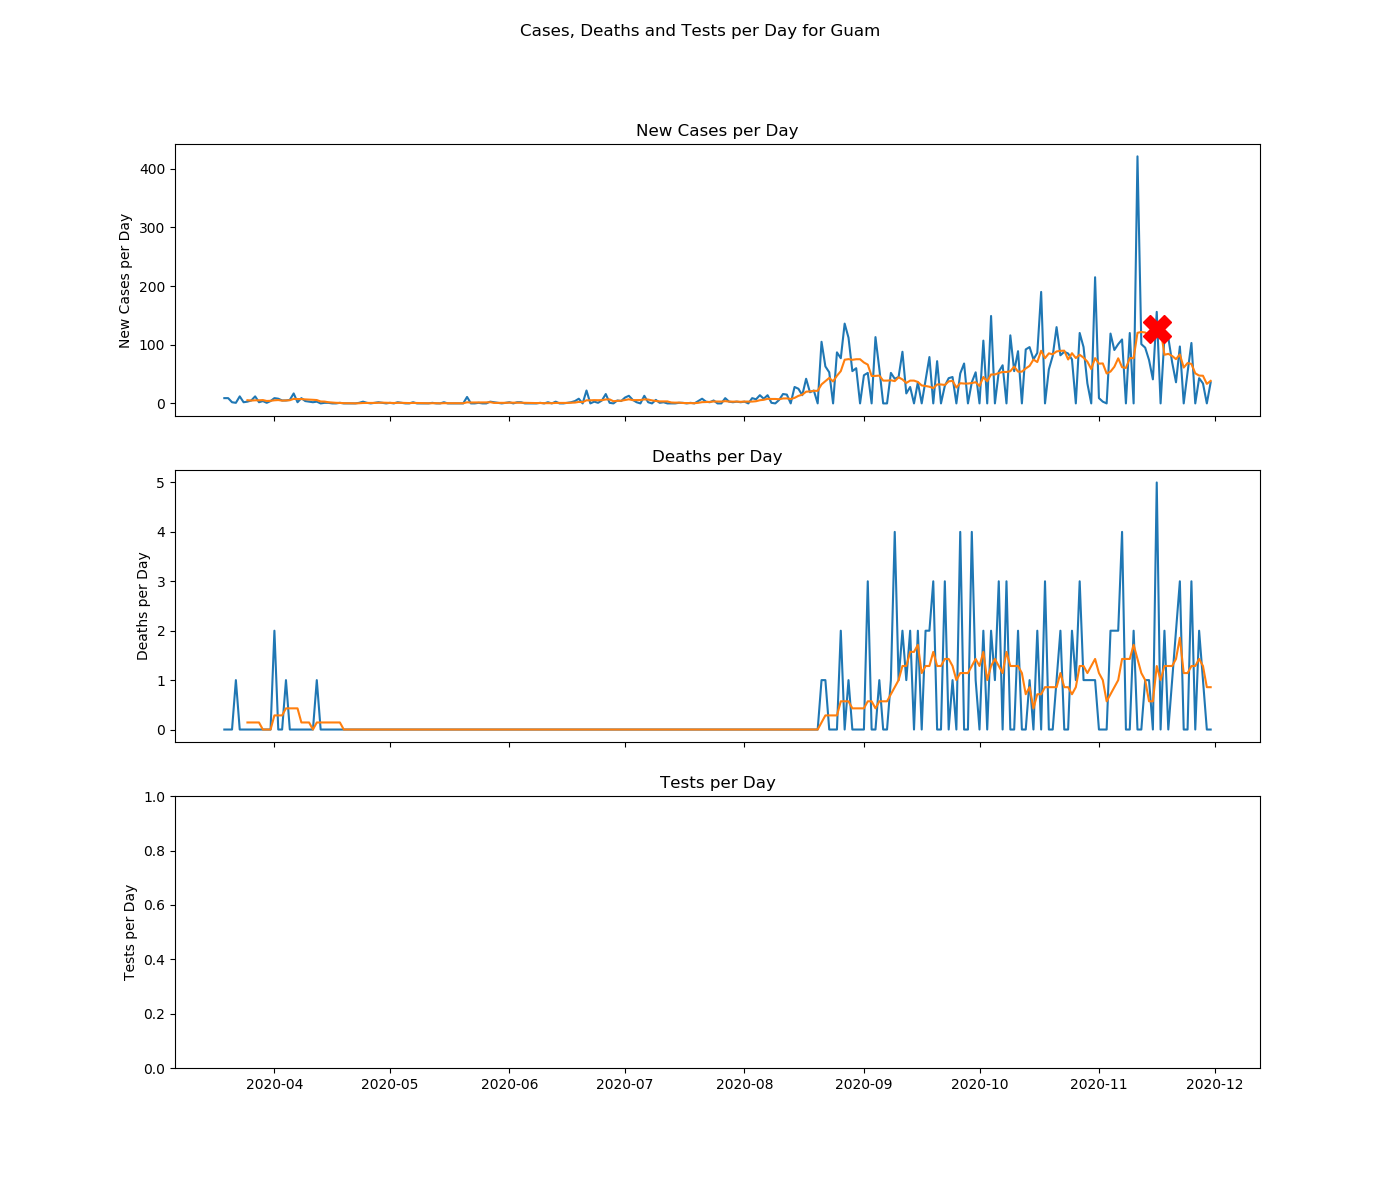 Cases, Deaths and Tests per Day for Guam
New Cases per Day
New Cases per Day
400
300
200
100
0
Deaths per Day
Deaths per Day
5
4
3
2
1
0
Tests per Day
Tests per Day
1.0
0.8
0.6
0.4
0.2
0.0
2020-04 2020-05 2020-06 2020-07 2020-08 2020-09 2020-10 2020-11 2020-12